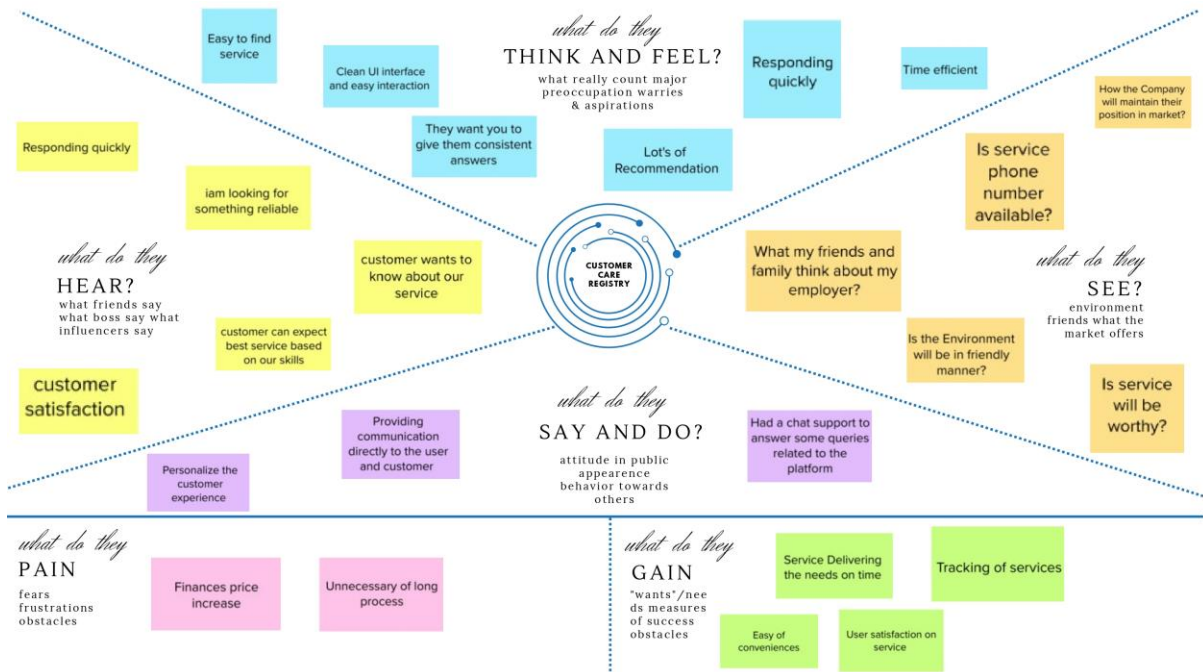 what do they
THINK AND FEEL?
what really count major
preoccupation warries
& aspirations
Easy to find
service
Clean UI interface
and easy interaction
They want you to
give them consistent
answers
Lot's of
Recommendation
Responding
quickly
Time efficient
what do they
HEAR?
what friends say
what boss say what
influencers say
Responding quickly
iam looking for
something reliable
customer wants to
know about our
service
customer can expect
best service based
on our skills
customer
satisfaction
CUSTOMER
CARE
REGISTRY
what do they
SEE?
environment
friends what the
market offers
How the Company
will maintain their
position in market?
Is service
phone
number
available?
What my friends and
family think about my
employer?
Is the Environment
will be in friendly
manner?
Is service
will be
worthy?
what do they
SAY AND DO?
attitude in public
appearence
behavior towards
others
Personalize the
customer
experience
Providing
communication
directly to the user
and customer
Had a chat support to
answer some queries
related to the
platform
what do they
PAIN
fears
frustrations
obstacles
Finances price
increase
Unnecessary of long
process
what do they
GAIN
"wants"/nee
ds measures
of success
obstacles
Service Delivering
the needs on time
Tracking of services
Easy of
conveniences
User satisfaction on
service